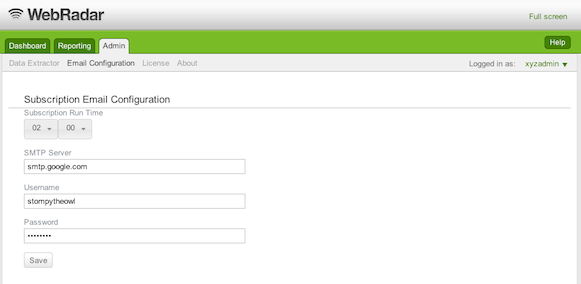 WebRadar
Full screen
Dashboard Reporting Admin Help
Data Extractor Email Configuration License About Logged in as: xyzadmin
Subscription Email Configuration
Subscription Run Time
02 00
SMTP Server
smtp.google.com
Username
stompytheowl
Password
••••••••
Save